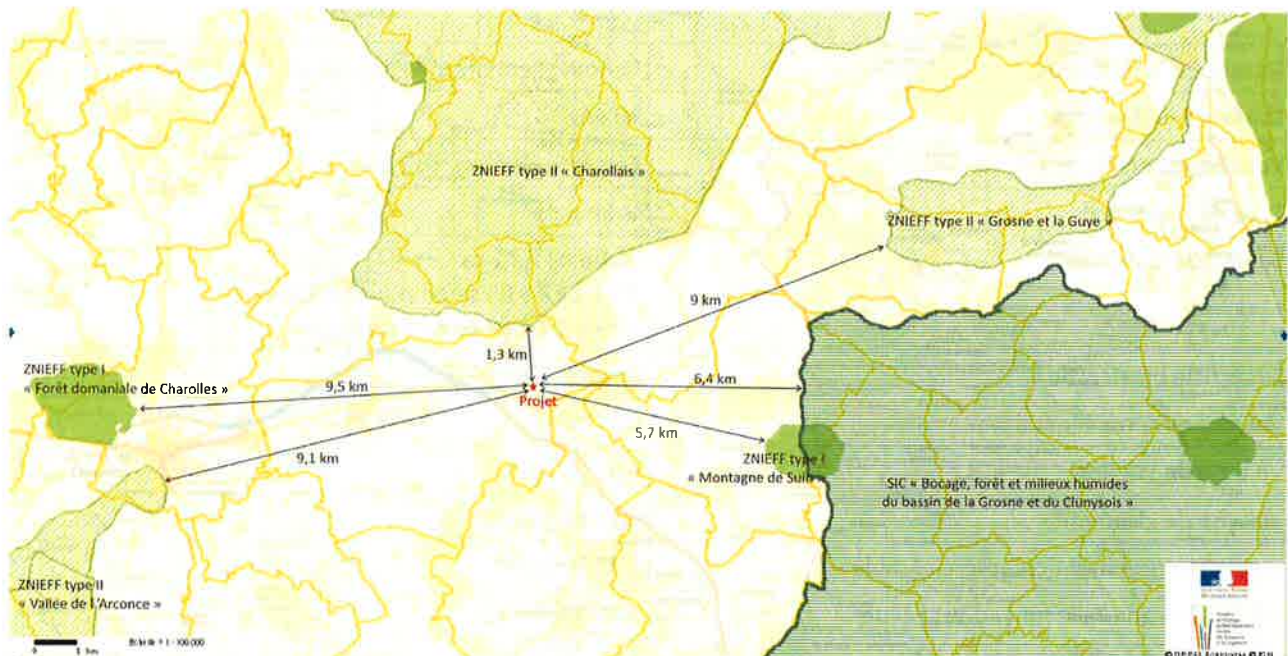 ZNIEFF type II « Charollais »
ZNIEFF type II « Grosne et la Guye »
9 km
1,3 km
ZNIEFF type I
« Forêt domaniale de Charolles »
9,5 km
6,4 km
Projet
5,7 km
9,1 km
ZNIEFF type I
« Montagne de Suin »
SIC « Bocage, forêt et milieux humides
du bassin de la Grosne et du Clunysois »
ZNIEFF type II
« Vallée de L'Arconce »
0 1 km